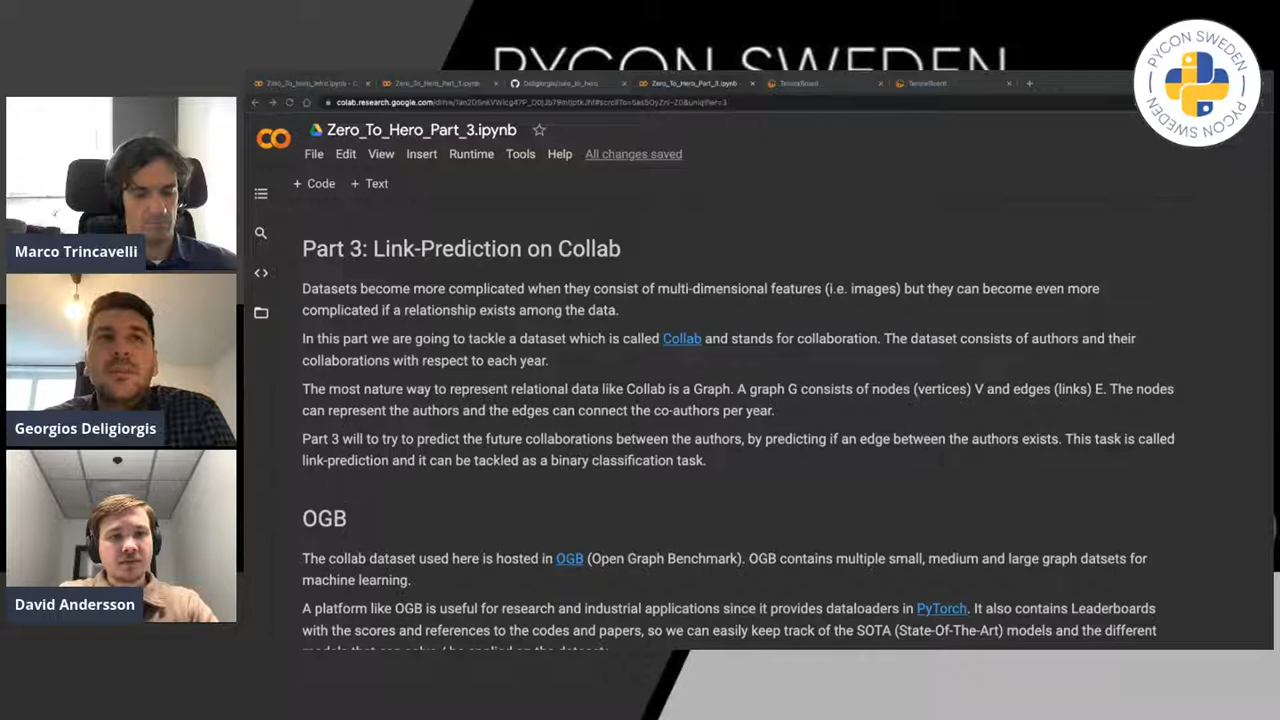 PYCON SWEDEN
PYCON SWEDEN
PYCON SWEDEN
Zero_To_Hero_Part_3.ipynb
TensorBoard
TensorBoard
colab.research.google.com
Zero_To_Hero_Part_3.ipynb
File Edit View Insert Runtime Tools Help All changes saved
+ Code + Text
Part 3: Link-Prediction on Collab
Datasets become more complicated when they consist of multi-dimensional features (i.e. images) but they can become even more
complicated if a relationship exists among the data.
In this part we are going to tackle a dataset which is called Collab and stands for collaboration. The dataset consists of authors and their
collaborations with respect to each year.
The most nature way to represent relational data like Collab is a Graph. A graph G consists of nodes (vertices) V and edges (links) E. The nodes
can represent the authors and the edges can connect the co-authors per year.
Part 3 will to try to predict the future collaborations between the authors, by predicting if an edge between the authors exists. This task is called
link-prediction and it can be tackled as a binary classification task.
OGB
The collab dataset used here is hosted in OGB (Open Graph Benchmark). OGB contains multiple small, medium and large graph datsets for
machine learning.
A platform like OGB is useful for research and industrial applications since it provides dataloaders in PyTorch. It also contains Leaderboards
with the scores and references to the codes and papers, so we can easily keep track of the SOTA (State-Of-The-Art) models and the different
Marco Trincavelli
Georgios Deligiorgis
David Andersson